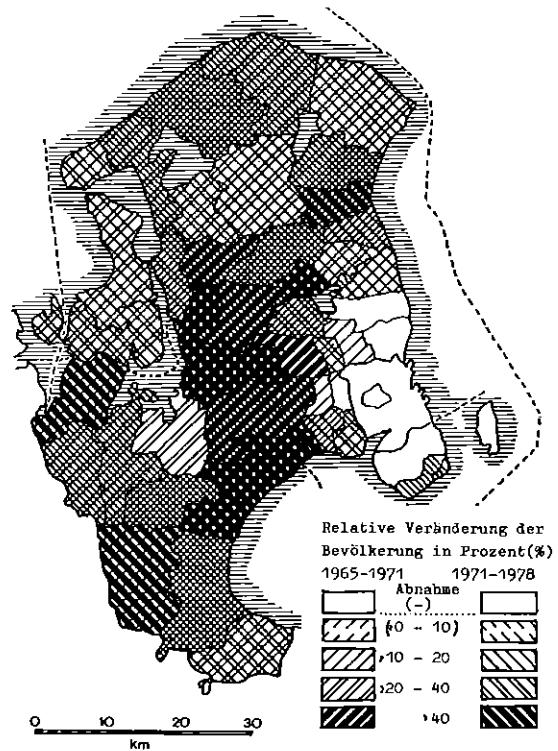 Relative Veränderung der
Bevölkerung in Prozent(%)
1965-1971 1971-1978
Abnahme
(-)
(0 - 10)
>10 - 20
>20 - 40
>40
0 10 20 30
km